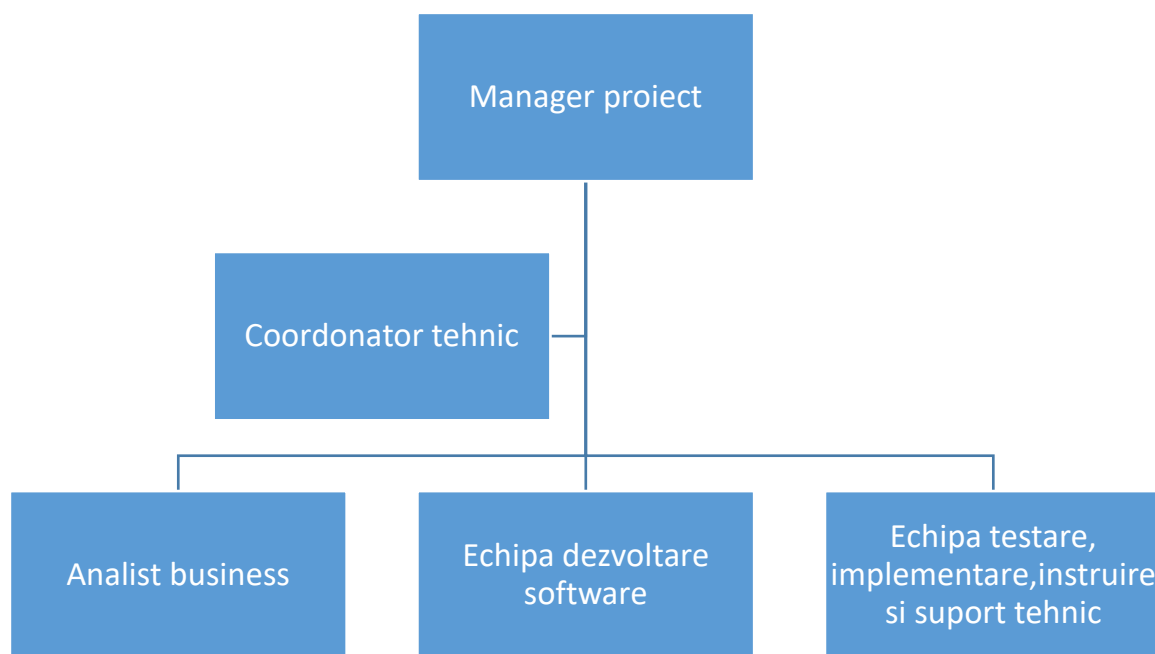 Manager proiect
Coordonator tehnic
Analist business
Echipa dezvoltare
software
Echipa testare,
implementare,instruire
si suport tehnic